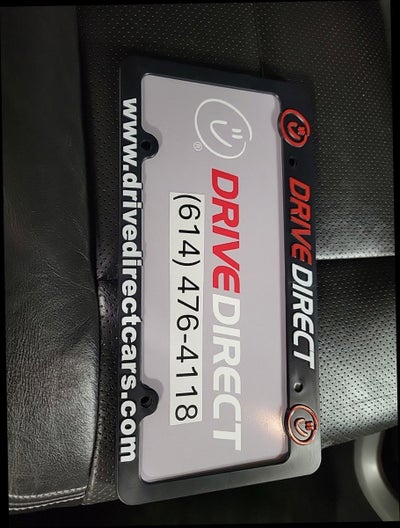 DRIVEDIRECT
®
DRIVEDIRECT
(614) 476-4118
www.drivedirectcars.com